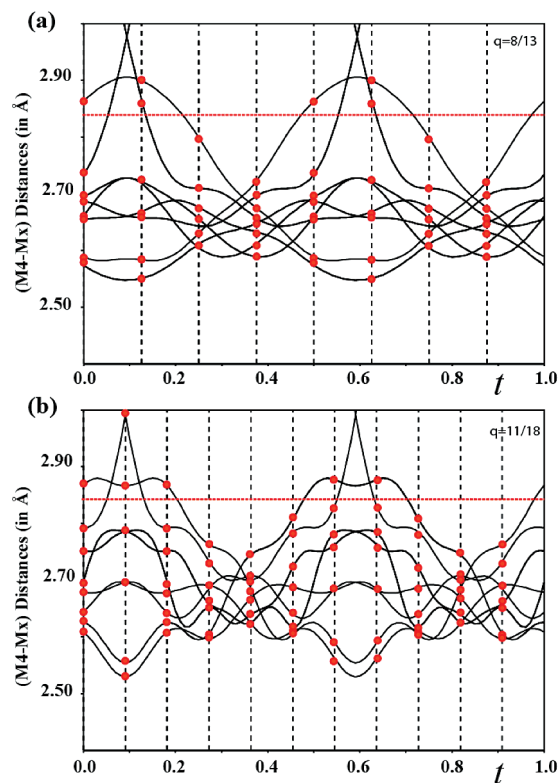 (a)
q=8/13
2.90
2.70
2.50
(M4-Mx) Distances (in Å)
0.0 0.2 0.4 0.6 0.8 1.0
t
(b)
q=11/18
2.90
2.70
2.50
(M4-Mx) Distances (in Å)
0.0 0.2 0.4 0.6 0.8 1.0
t